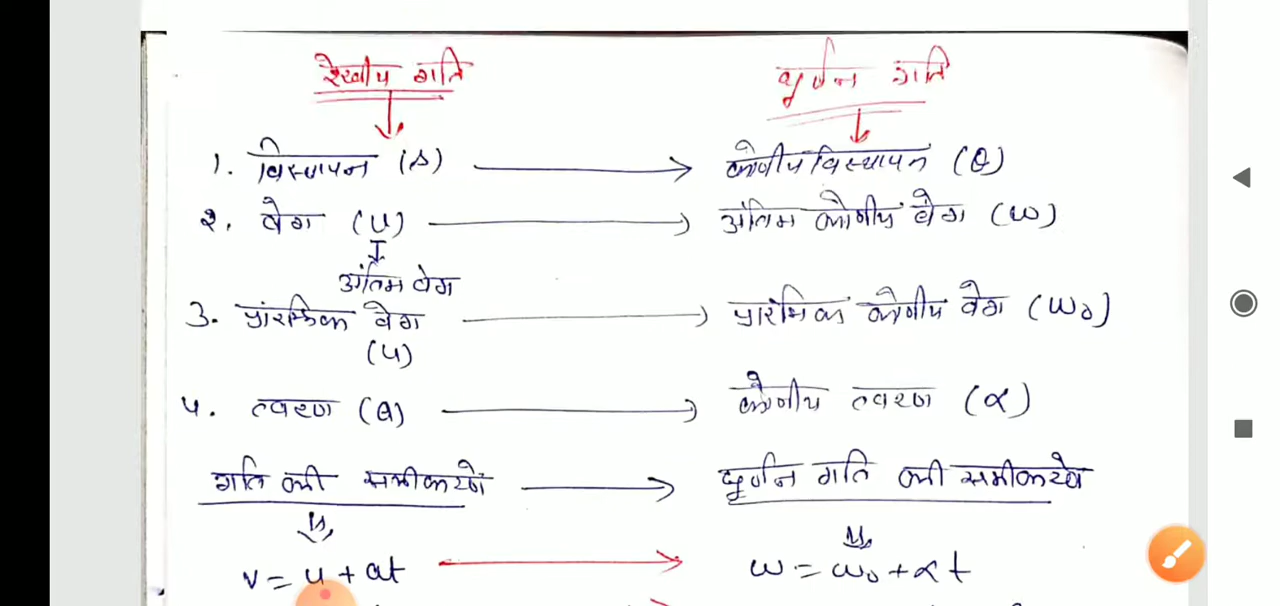 रेखीय गति घूर्णन गति
1. विस्थापन (s) कोणीय विस्थापन (θ)
२. वेग (v) अंतिम कोणीय वेग (ω)
अंतिम वेग
3. प्रारंभिक वेग प्रारंभिक कोणीय वेग (ω₀)
(u)
4. त्वरण (a) कोणीय त्वरण (α)
गति की समीकरणे घूर्णन गति की समीकरणे
v = u + at ω = ω₀ + αt